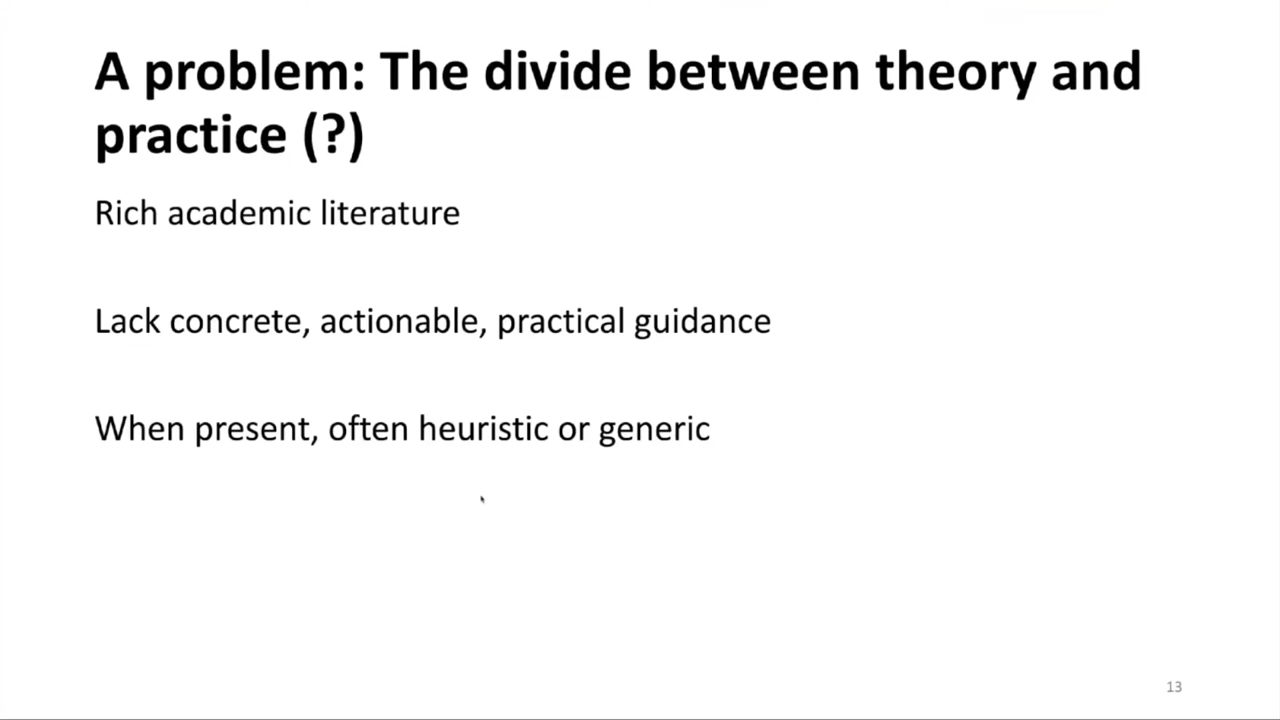 A problem: The divide between theory and
practice (?)
Rich academic literature
Lack concrete, actionable, practical guidance
When present, often heuristic or generic
13